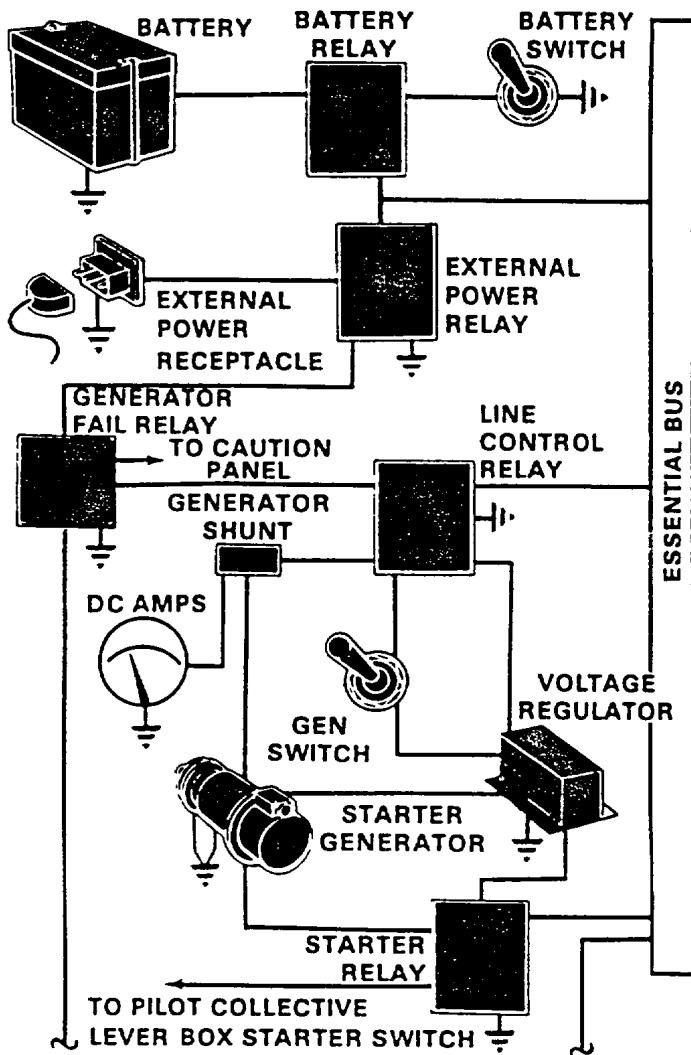 BATTERY
BATTERY
RELAY
BATTERY
SWITCH
EXTERNAL
POWER
RECEPTACLE
EXTERNAL
POWER
RELAY
GENERATOR
FAIL RELAY
TO CAUTION
PANEL
LINE
CONTROL
RELAY
GENERATOR
SHUNT
ESSENTIAL BUS
DC AMPS
GEN
SWITCH
VOLTAGE
REGULATOR
STARTER
GENERATOR
STARTER
RELAY
TO PILOT COLLECTIVE
LEVER BOX STARTER SWITCH